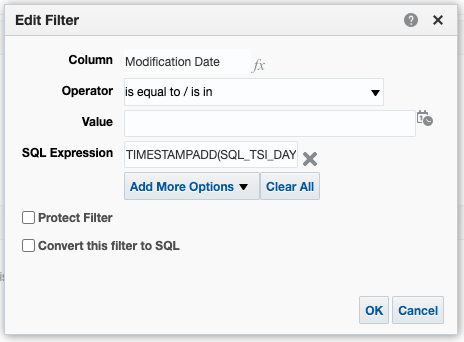 Edit Filter
Column Modification Date fx
Operator is equal to / is in
Value
SQL Expression TIMESTAMPADD(SQL_TSI_DAY
Add More Options Clear All
Protect Filter
Convert this filter to SQL
OK Cancel